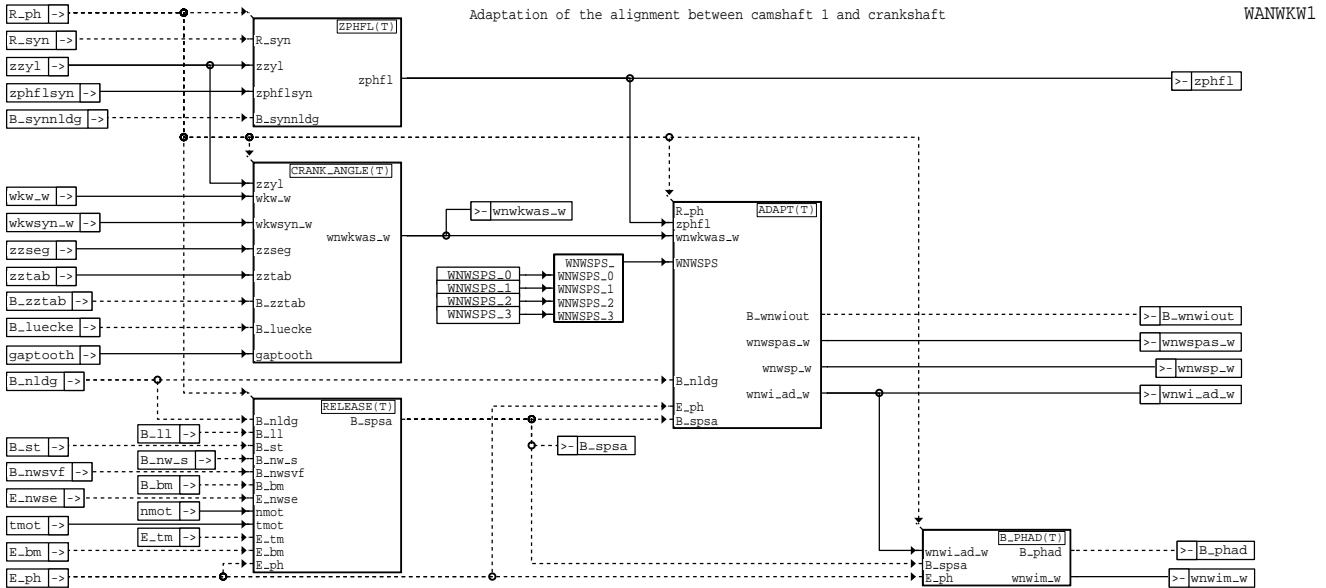 Adaptation of the alignment between camshaft 1 and crankshaft
WANWKW1
R_ph ->
R_syn ->
zzyl ->
zphflsyn ->
B_synnldg ->
ZPHFL(T)
R_syn
zzyl
zphflsyn
B_synnldg
zphfl
>- zphfl
wkw_w ->
wkwsyn_w ->
zzseg ->
zztab ->
B_zztab ->
B_luecke ->
gaptooth ->
CRANK_ANGLE(T)
zzyl
wkw_w
wkwsyn_w
zzseg
zztab
B_zztab
B_luecke
gaptooth
wnwkwas_w
>- wnwkwas_w
WNWSPS_0
WNWSPS_1
WNWSPS_2
WNWSPS_3
WNWSPS_
WNWSPS_0
WNWSPS_1
WNWSPS_2
WNWSPS_3
ADAPT(T)
R_ph
zphfl
wnwkwas_w
WNWSPS
B_nldg
E_ph
B_spsa
B_wnwiout
wnwspas_w
wnwsp_w
wnwi_ad_w
>- B_wnwiout
>- wnwspas_w
>- wnwsp_w
>- wnwi_ad_w
B_nldg ->
B_ll ->
B_st ->
B_nw_s ->
B_nwsvf ->
B_bm ->
E_nwse ->
nmot ->
tmot ->
E_tm ->
E_bm ->
E_ph ->
RELEASE(T)
B_nldg
B_ll
B_st
B_nw_s
B_nwsvf
B_bm
E_nwse
nmot
tmot
E_tm
E_bm
E_ph
B_spsa
>- B_spsa
B_PHAD(T)
wnwi_ad_w
B_spsa
E_ph
B_phad
wnwim_w
>- B_phad
>- wnwim_w